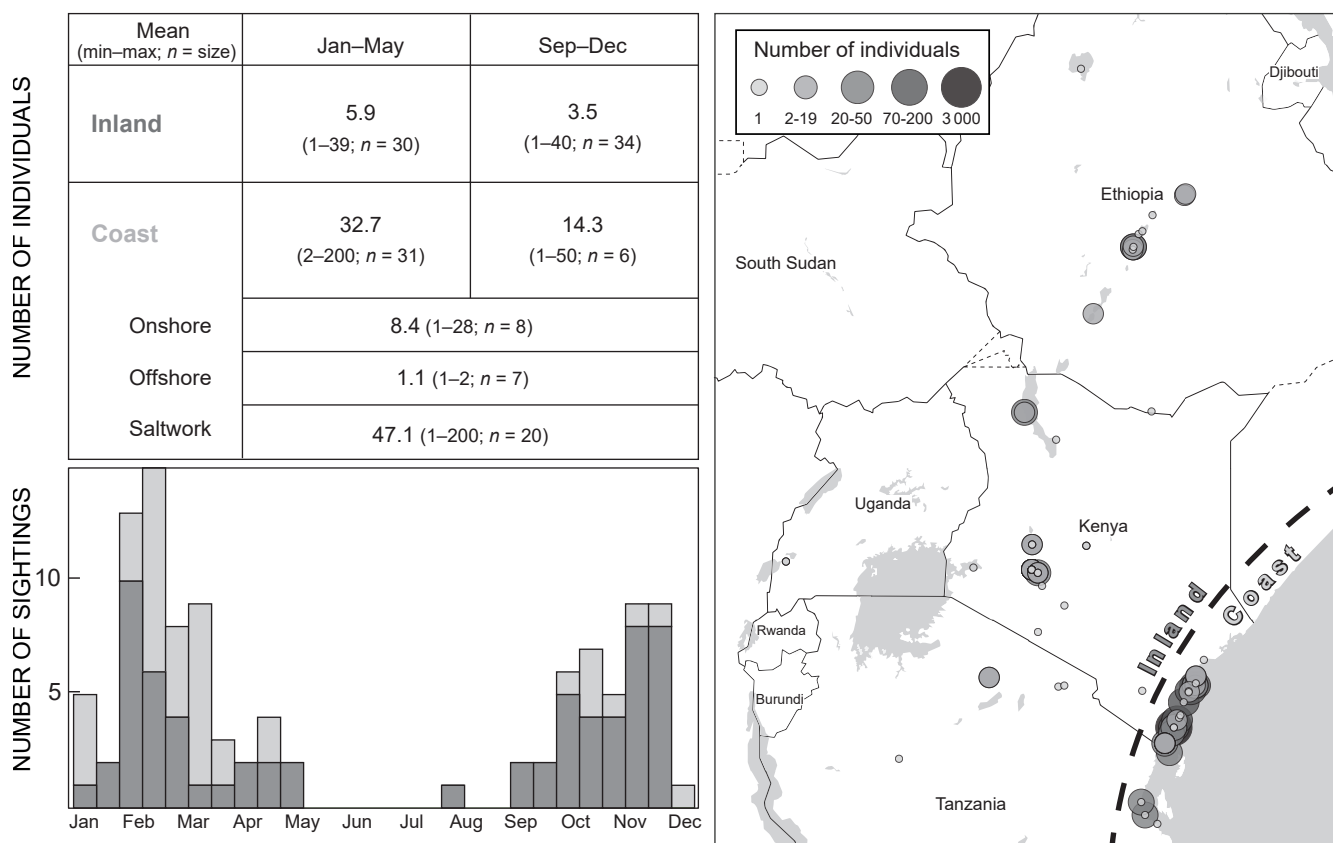 NUMBER OF INDIVIDUALS
Mean
(min–max; n = size)
Jan–May
Sep–Dec
Inland
5.9
(1–39; n = 30)
3.5
(1–40; n = 34)
Coast
32.7
(2–200; n = 31)
14.3
(1–50; n = 6)
Onshore
8.4 (1–28; n = 8)
Offshore
1.1 (1–2; n = 7)
Saltwork
47.1 (1–200; n = 20)
NUMBER OF SIGHTINGS
10
5
Jan Feb Mar Apr May Jun Jul Aug Sep Oct Nov Dec
Number of individuals
1 2-19 20-50 70-200 3 000
Djibouti
Ethiopia
South Sudan
Uganda
Kenya
Inland
Coast
Rwanda
Burundi
Tanzania